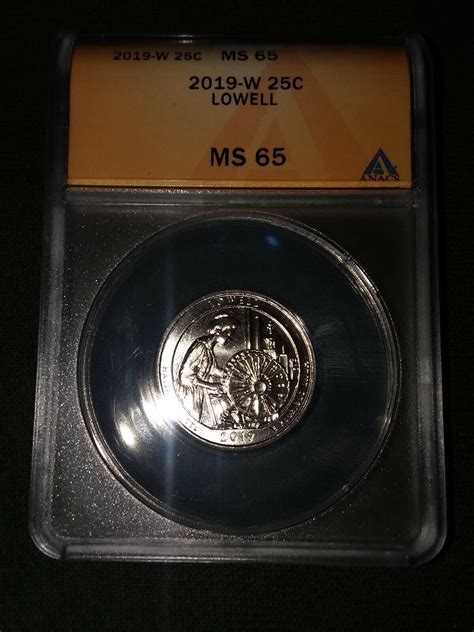 2019-W 25C MS 65
2019-W 25C
LOWELL
MS 65
ANACS
LOWELL
2019